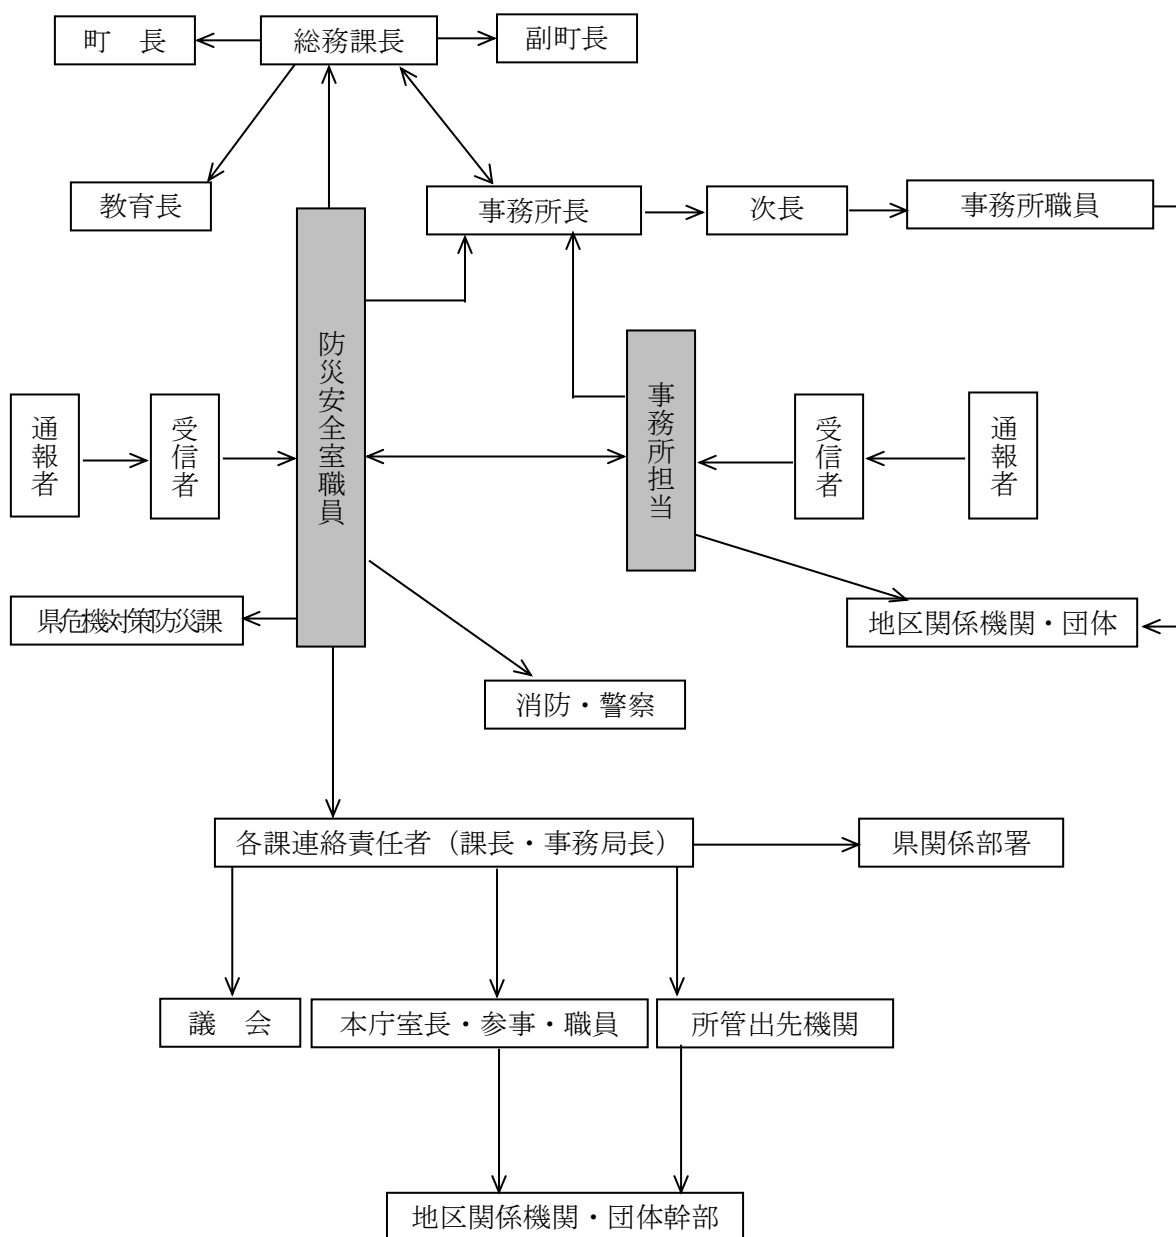 町　長
総務課長
副町長
教育長
事務所長
次長
事務所職員
防災安全室職員
事務所担当
通報者
受信者
受信者
通報者
県危機対策防災課
地区関係機関・団体
消防・警察
各課連絡責任者（課長・事務局長）
県関係部署
議　会
本庁室長・参事・職員
所管出先機関
地区関係機関・団体幹部